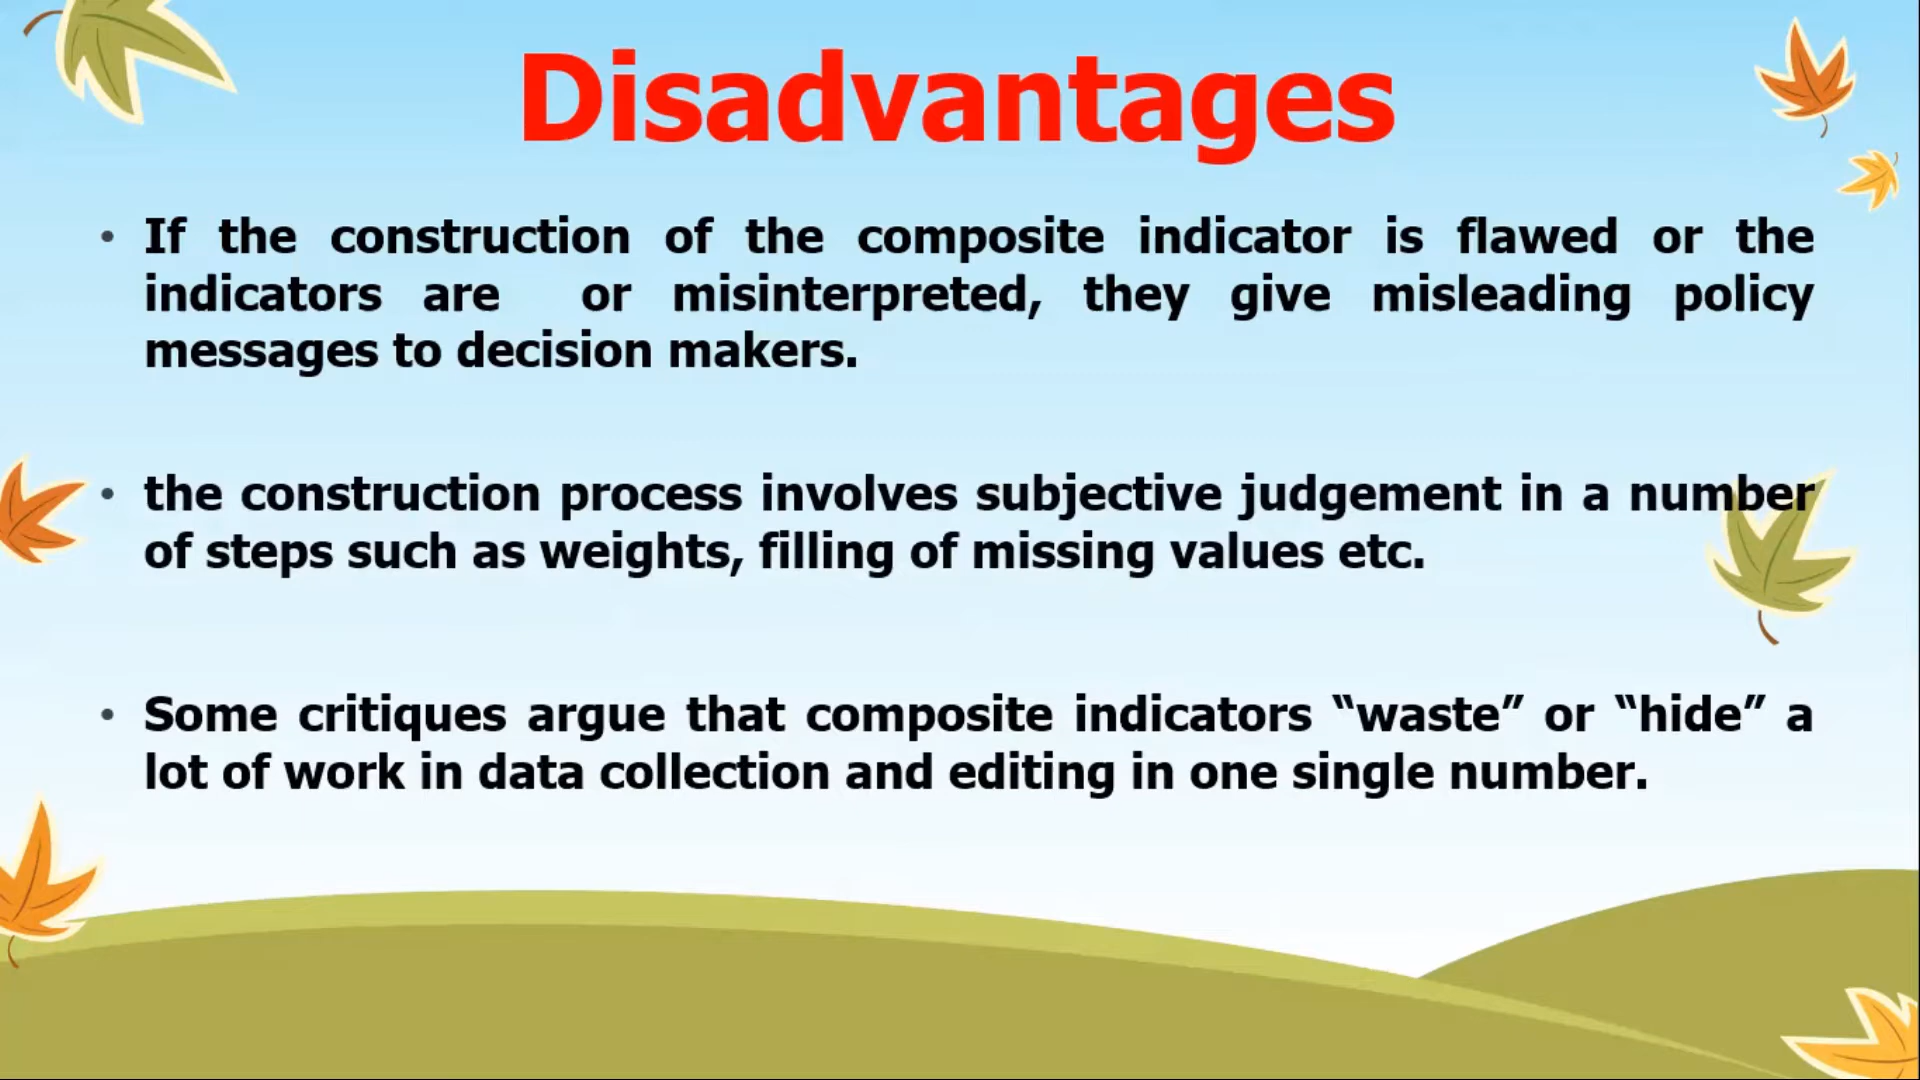 Disadvantages
• If the construction of the composite indicator is flawed or the
indicators are or misinterpreted, they give misleading policy
messages to decision makers.
• the construction process involves subjective judgement in a number
of steps such as weights, filling of missing values etc.
• Some critiques argue that composite indicators “waste” or “hide” a
lot of work in data collection and editing in one single number.